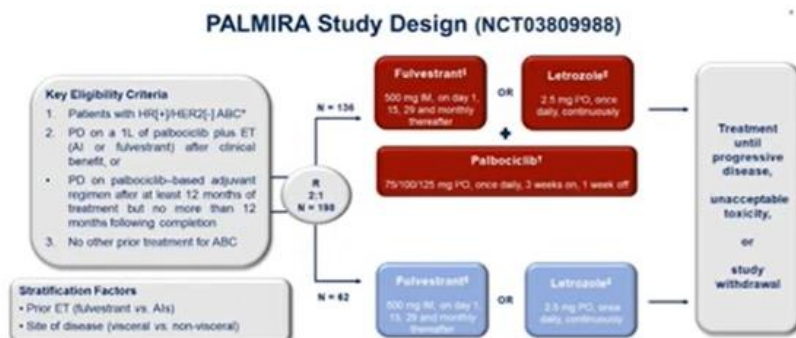 PALMIRA Study Design (NCT03809988)
Key Eligibility Criteria
1. Patients with HR[+]/HER2[-] ABC*
2. PD on a 1L of palbociclib plus ET
(AI or fulvestrant) after clinical
benefit, or
• PD on palbociclib–based adjuvant
regimen after at least 12 months of
treatment but no more than 12
months following completion
3. No other prior treatment for ABC
Stratification Factors
• Prior ET (fulvestrant vs. AIs)
• Site of disease (visceral vs. non-visceral)
R
2:1
N = 198
N = 136
Fulvestrant‡
500 mg IM, on day 1,
15, 29 and monthly
thereafter
OR
Letrozole‡
2.5 mg PO, once
daily, continuously
+
Palbociclib†
75/100/125 mg PO, once daily, 3 weeks on, 1 week off
N = 62
Fulvestrant‡
500 mg IM, on day 1,
15, 29 and monthly
thereafter
OR
Letrozole‡
2.5 mg PO, once
daily, continuously
Treatment
until
progressive
disease,
unacceptable
toxicity,
or
study
withdrawal